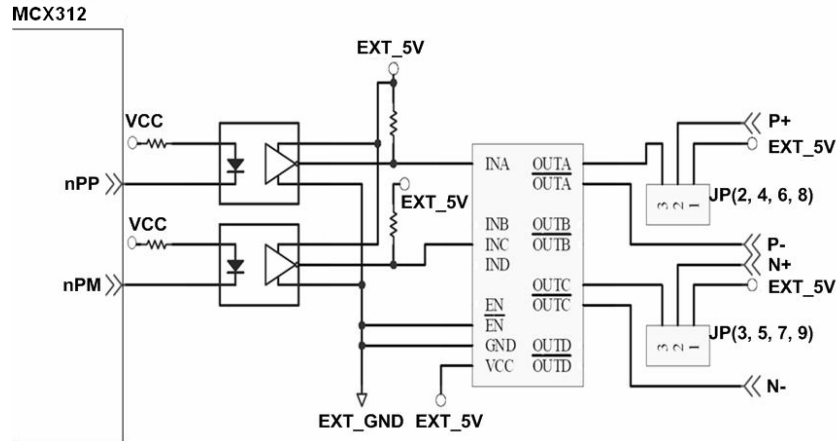 MCX312
EXT_5V
VCC
P+
EXT_5V
INA
OUTA
OUTA
nPP
3 2 1
JP(2, 4, 6, 8)
EXT_5V
VCC
INB
OUTB
INC
OUTB
P-
IND
N+
nPM
OUTC
EXT_5V
EN
OUTC
EN
3 2 1
JP(3, 5, 7, 9)
GND
OUTD
VCC
OUTD
N-
EXT_GND
EXT_5V